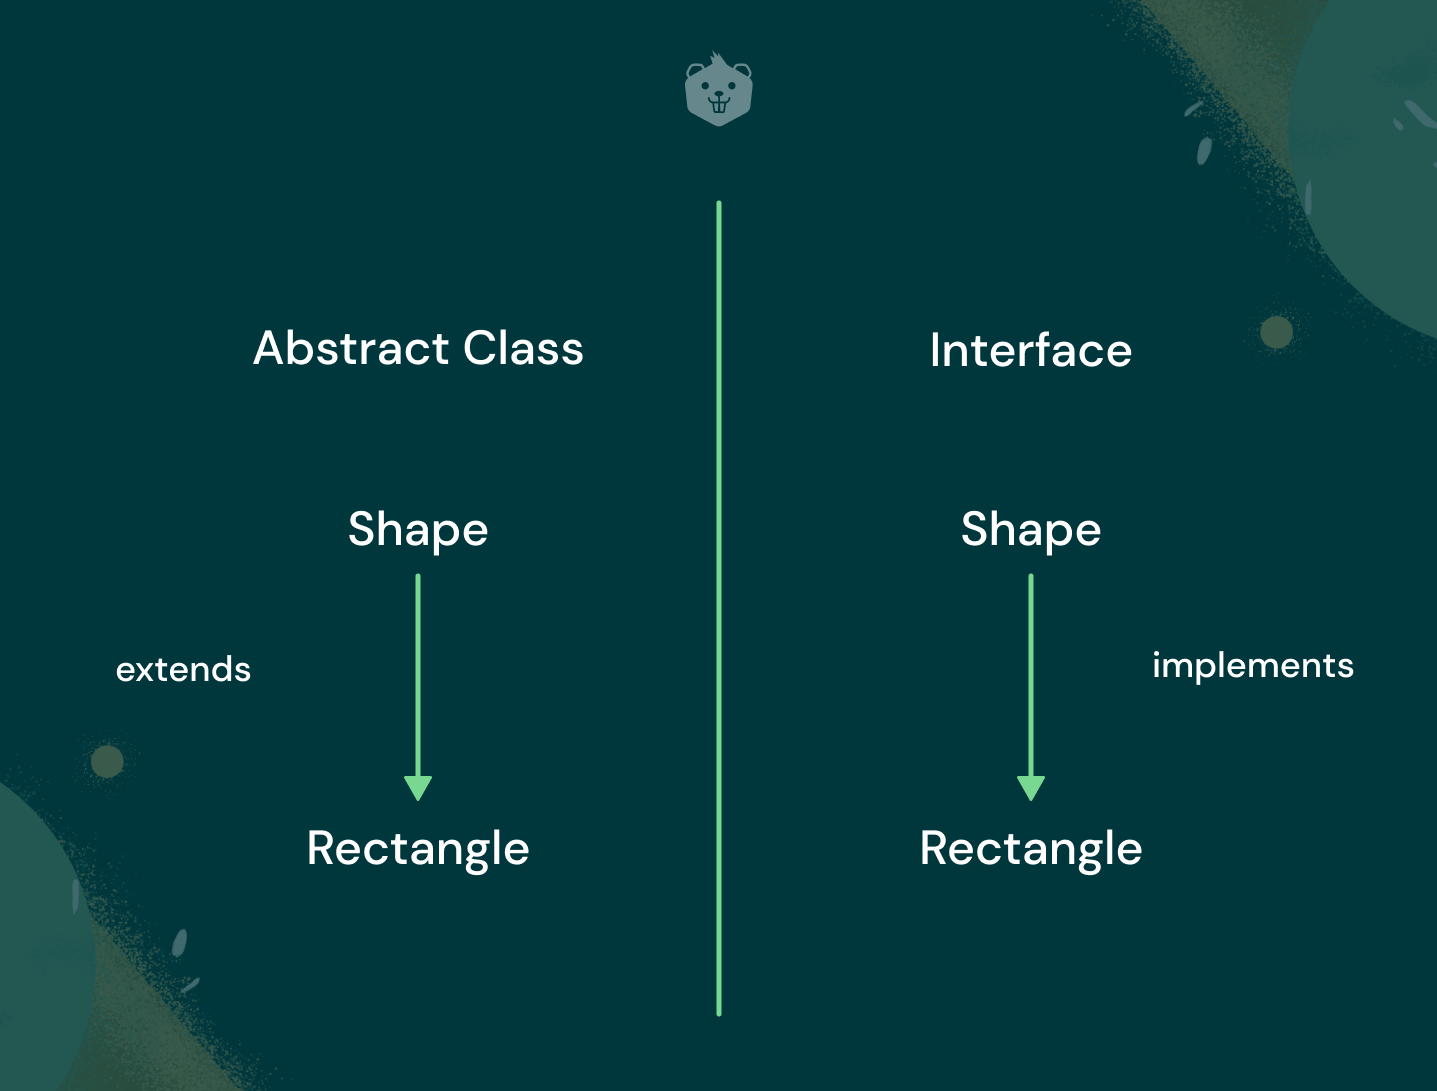 Abstract Class
Shape
extends
Rectangle
Interface
Shape
implements
Rectangle